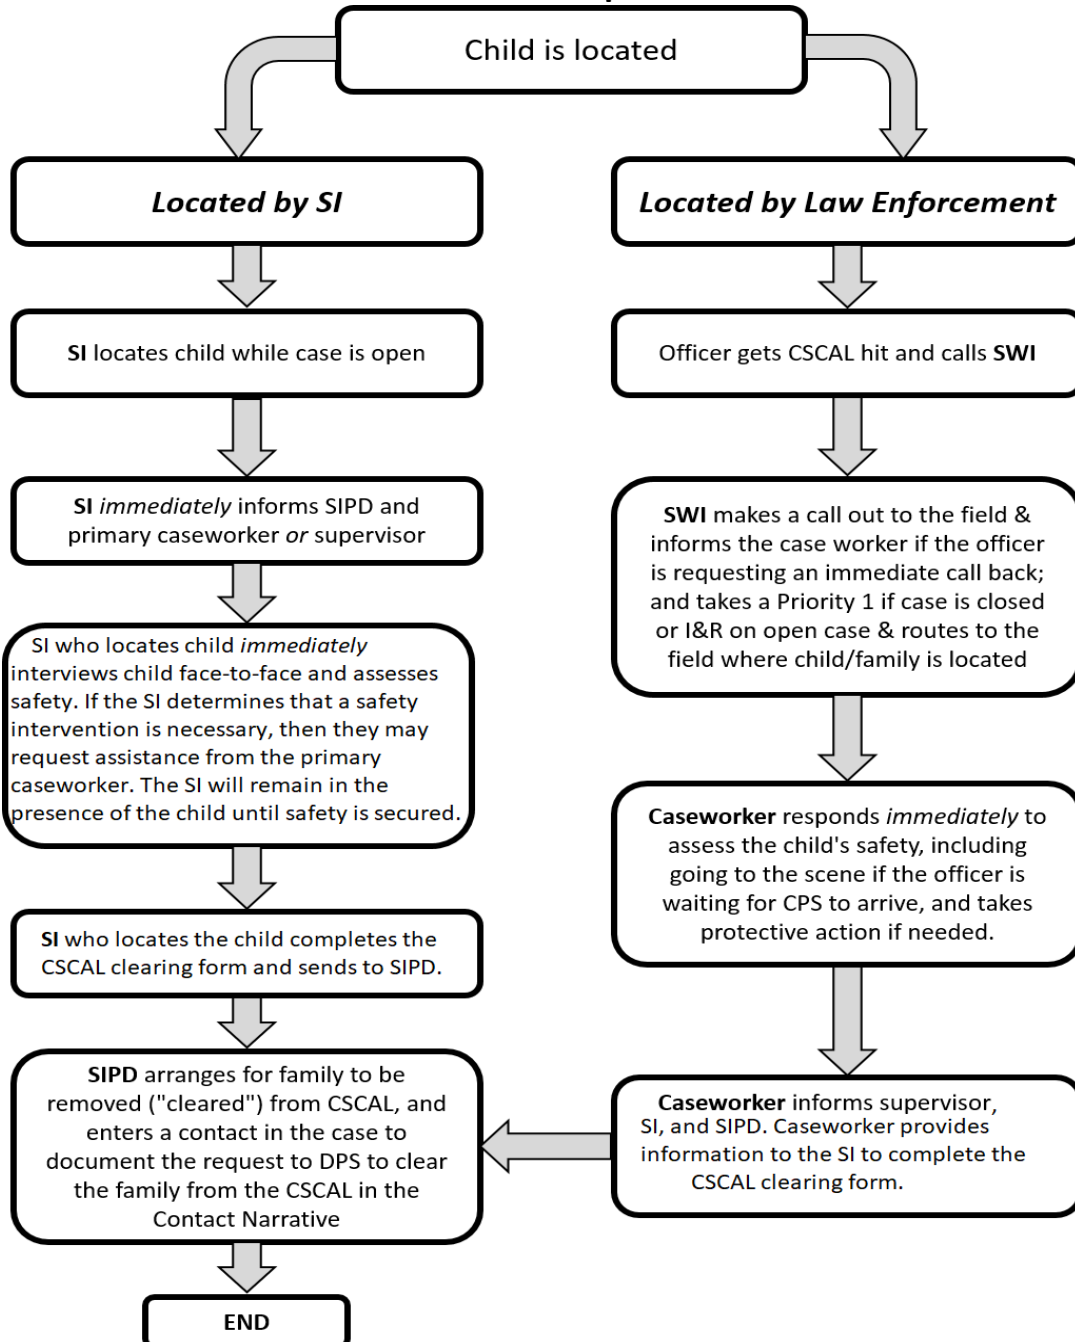 Child is located
Located by SI
SI locates child while case is open
SI immediately informs SIPD and
primary caseworker or supervisor
SI who locates child immediately
interviews child face-to-face and assesses
safety. If the SI determines that a safety
intervention is necessary, then they may
request assistance from the primary
caseworker. The SI will remain in the
presence of the child until safety is secured.
SI who locates the child completes the
CSCAL clearing form and sends to SIPD.
SIPD arranges for family to be
removed ("cleared") from CSCAL, and
enters a contact in the case to
document the request to DPS to clear
the family from the CSCAL in the
Contact Narrative
END
Located by Law Enforcement
Officer gets CSCAL hit and calls SWI
SWI makes a call out to the field &
informs the case worker if the officer
is requesting an immediate call back;
and takes a Priority 1 if case is closed
or I&R on open case & routes to the
field where child/family is located
Caseworker responds immediately to
assess the child's safety, including
going to the scene if the officer is
waiting for CPS to arrive, and takes
protective action if needed.
Caseworker informs supervisor,
SI, and SIPD. Caseworker provides
information to the SI to complete the
CSCAL clearing form.